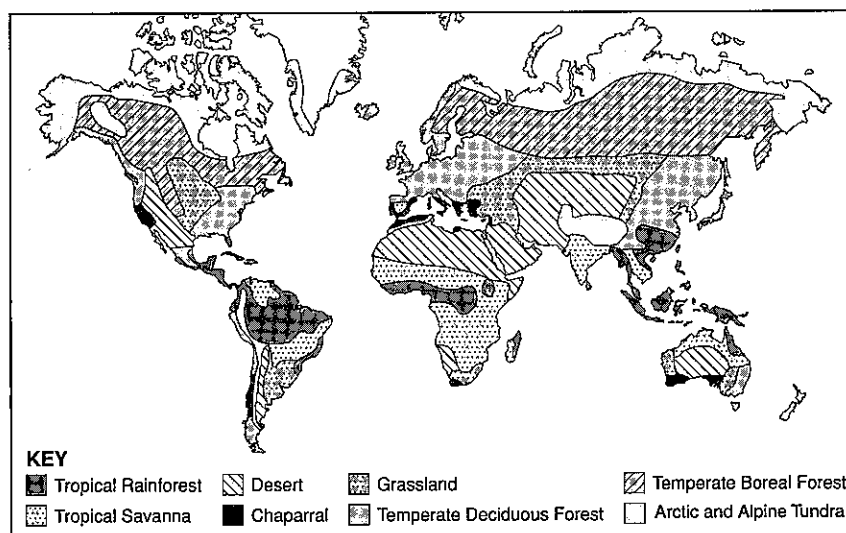 KEY
Tropical Rainforest Desert Grassland Temperate Boreal Forest
Tropical Savanna Chaparral Temperate Deciduous Forest Arctic and Alpine Tundra